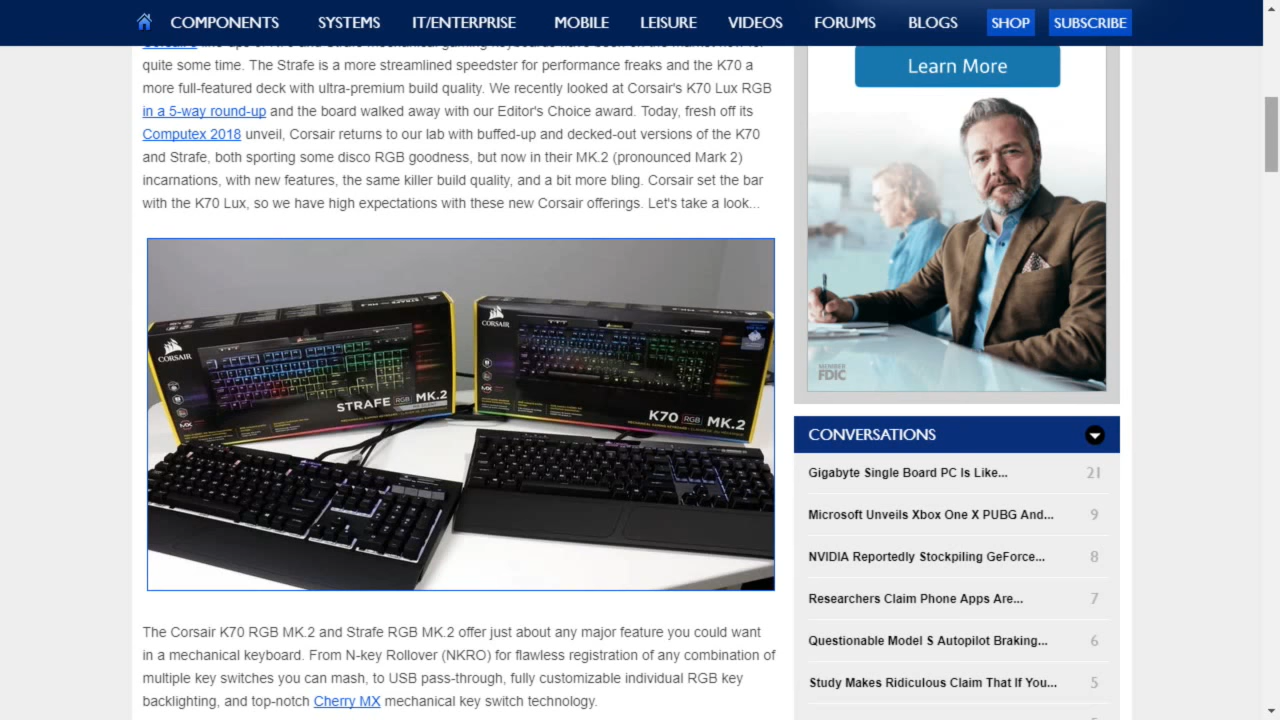 COMPONENTS SYSTEMS IT/ENTERPRISE MOBILE LEISURE VIDEOS FORUMS BLOGS SHOP SUBSCRIBE
quite some time. The Strafe is a more streamlined speedster for performance freaks and the K70 a
more full-featured deck with ultra-premium build quality. We recently looked at Corsair's K70 Lux RGB
in a 5-way round-up and the board walked away with our Editor's Choice award. Today, fresh off its
Computex 2018 unveil, Corsair returns to our lab with buffed-up and decked-out versions of the K70
and Strafe, both sporting some disco RGB goodness, but now in their MK.2 (pronounced Mark 2)
incarnations, with new features, the same killer build quality, and a bit more bling. Corsair set the bar
with the K70 Lux, so we have high expectations with these new Corsair offerings. Let's take a look...
CORSAIR
STRAFE RGB MK.2
CORSAIR
K70 RGB MK.2
The Corsair K70 RGB MK.2 and Strafe RGB MK.2 offer just about any major feature you could want
in a mechanical keyboard. From N-key Rollover (NKRO) for flawless registration of any combination of
multiple key switches you can mash, to USB pass-through, fully customizable individual RGB key
backlighting, and top-notch Cherry MX mechanical key switch technology.
Learn More
MEMBER
FDIC
CONVERSATIONS
Gigabyte Single Board PC Is Like... 21
Microsoft Unveils Xbox One X PUBG And... 9
NVIDIA Reportedly Stockpiling GeForce... 8
Researchers Claim Phone Apps Are... 7
Questionable Model S Autopilot Braking... 6
Study Makes Ridiculous Claim That If You... 5